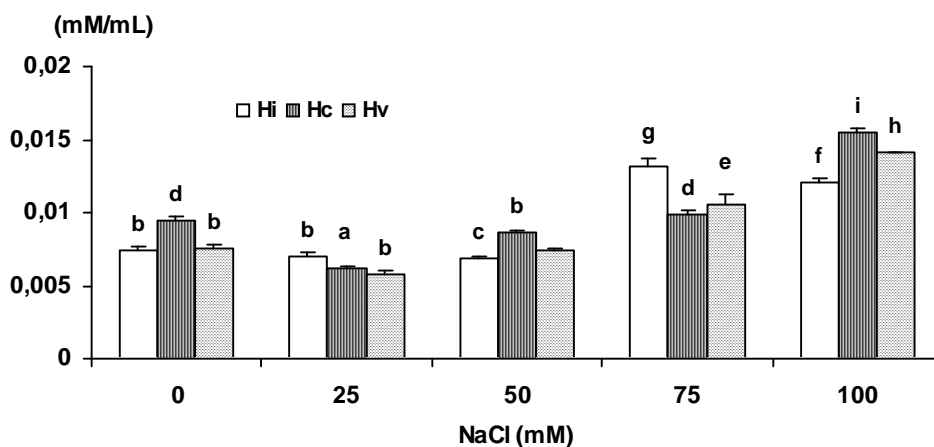 (mM/mL)
0,02
0,015
0,01
0,005
0
Hi Hc Hv
b d b
b a b
c b
g d e
f i h
0 25 50 75 100
NaCl (mM)